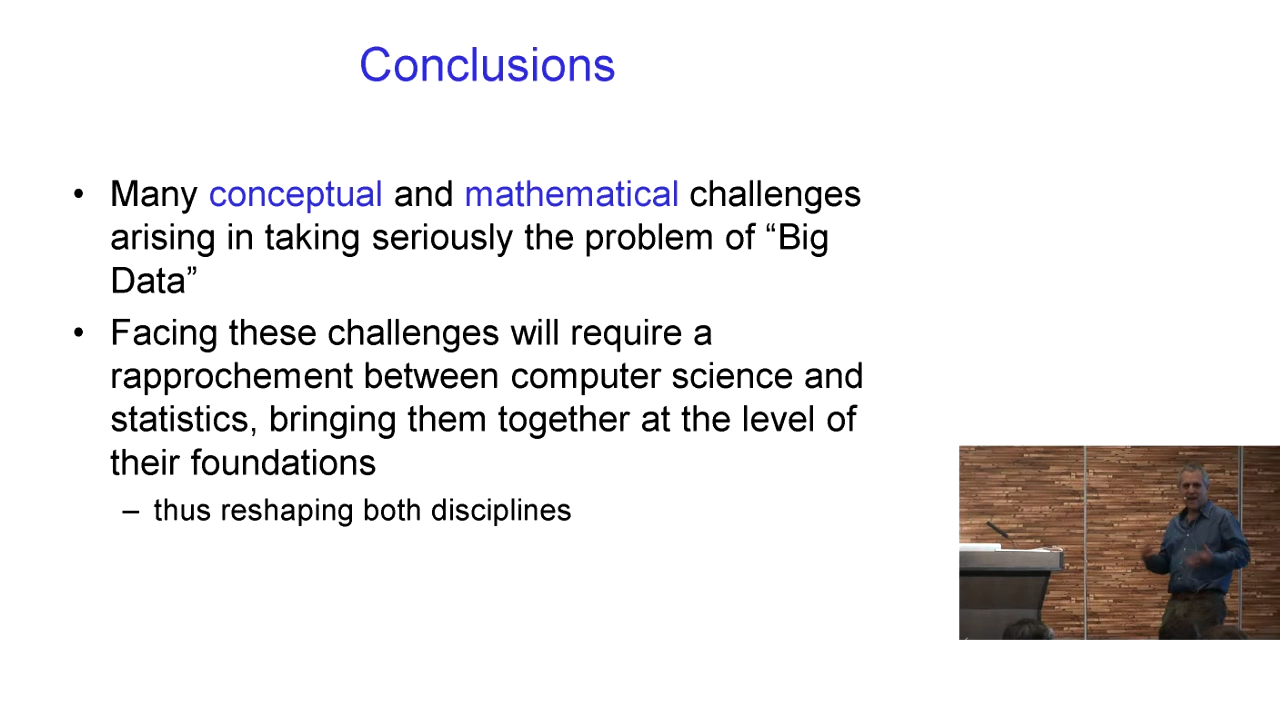 Conclusions
• Many conceptual and mathematical challenges
arising in taking seriously the problem of “Big
Data”
• Facing these challenges will require a
rapprochement between computer science and
statistics, bringing them together at the level of
their foundations
– thus reshaping both disciplines